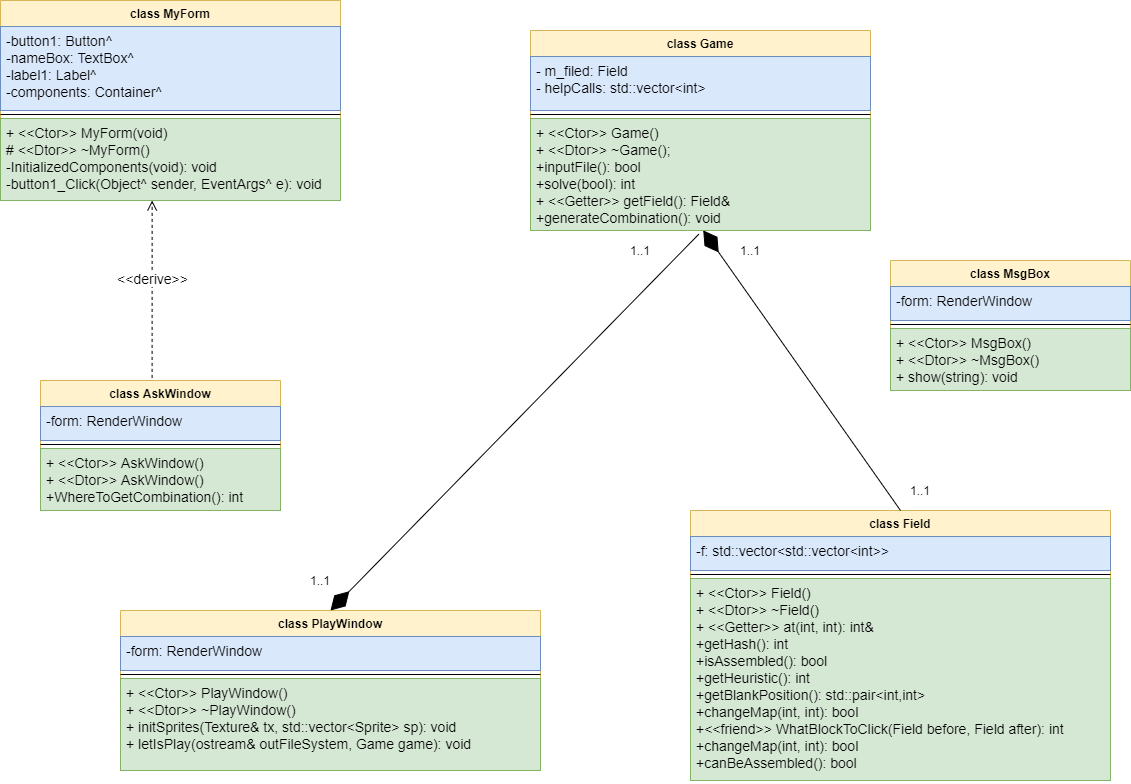 class MyForm
-button1: Button^
-nameBox: TextBox^
-label1: Label^
-components: Container^
+ <<Ctor>> MyForm(void)
# <<Dtor>> ~MyForm()
-InitializedComponents(void): void
-button1_Click(Object^ sender, EventArgs^ e): void
class Game
- m_filed: Field
- helpCalls: std::vector<int>
+ <<Ctor>> Game()
+ <<Dtor>> ~Game();
+inputFile(): bool
+solve(bool): int
+ <<Getter>> getField(): Field&
+generateCombination(): void
1..1
1..1
<<derive>>
class MsgBox
-form: RenderWindow
+ <<Ctor>> MsgBox()
+ <<Dtor>> ~MsgBox()
+ show(string): void
class AskWindow
-form: RenderWindow
+ <<Ctor>> AskWindow()
+ <<Dtor>> AskWindow()
+WhereToGetCombination(): int
1..1
1..1
class PlayWindow
-form: RenderWindow
+ <<Ctor>> PlayWindow()
+ <<Dtor>> ~PlayWindow()
+ initSprites(Texture& tx, std::vector<Sprite> sp): void
+ letIsPlay(ostream& outFileSystem, Game game): void
class Field
-f: std::vector<std::vector<int>>
+ <<Ctor>> Field()
+ <<Dtor>> ~Field()
+ <<Getter>> at(int, int): int&
+getHash(): int
+isAssembled(): bool
+getHeuristic(): int
+getBlankPosition(): std::pair<int,int>
+changeMap(int, int): bool
+<<friend>> WhatBlockToClick(Field before, Field after): int
+changeMap(int, int): bool
+canBeAssembled(): bool